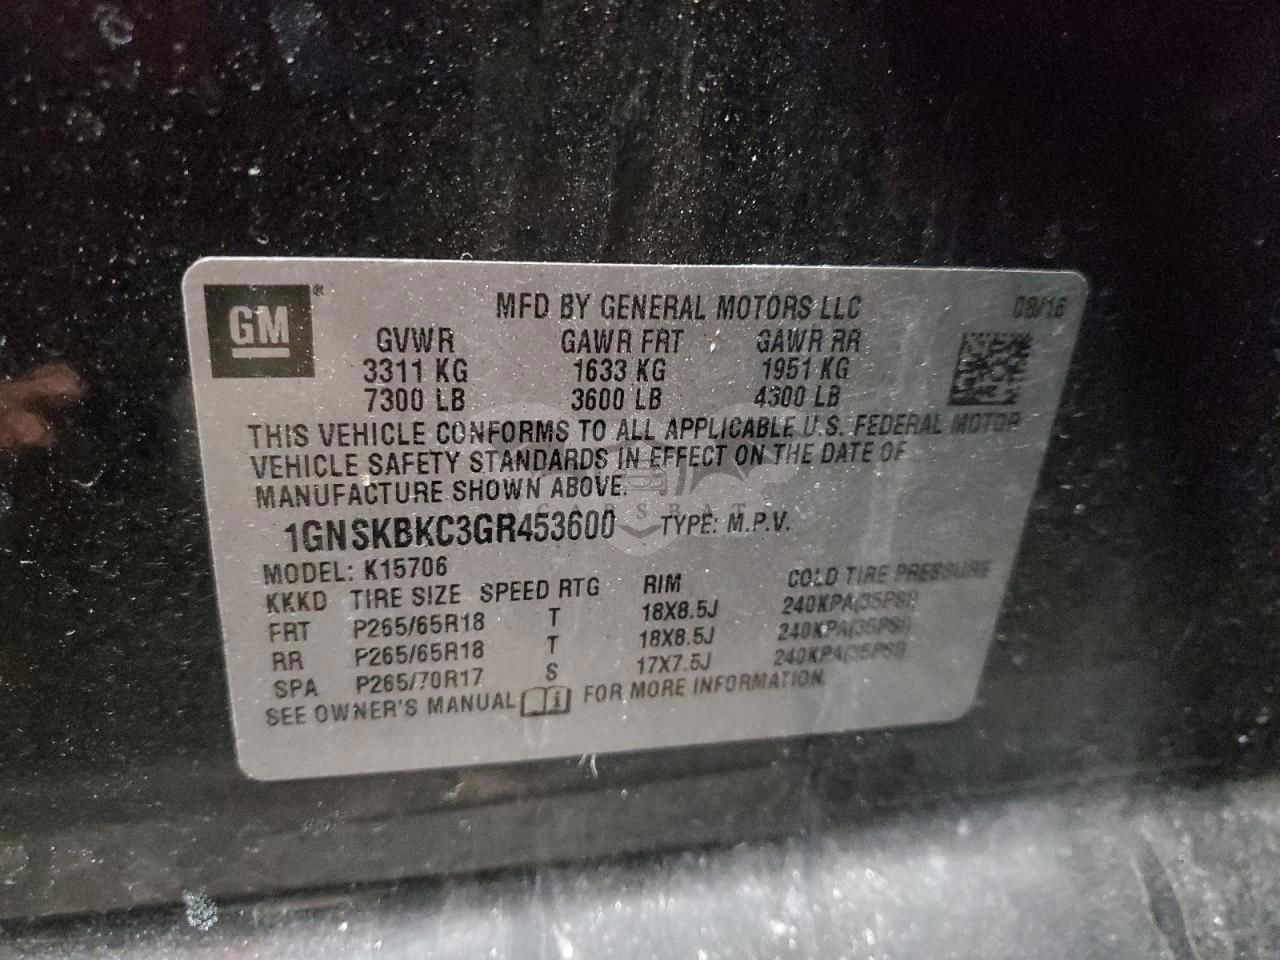 GM ®
MFD BY GENERAL MOTORS LLC
GVWR GAWR FRT GAWR RR
3311 KG 1633 KG 1951 KG
7300 LB 3600 LB 4300 LB
THIS VEHICLE CONFORMS TO ALL APPLICABLE U.S. FEDERAL MOTOR
VEHICLE SAFETY STANDARDS IN EFFECT ON THE DATE OF
MANUFACTURE SHOWN ABOVE.
1GNSKBKC3GR453600 TYPE: M.P.V.
MODEL: K15706
KKKD TIRE SIZE SPEED RTG RIM COLD TIRE PRESSURE
FRT P265/65R18 T 18X8.5J 240KPA(35PSI)
RR P265/65R18 T 18X8.5J 240KPA(35PSI)
SPA P265/70R17 S 17X7.5J 240KPA(35PSI)
SEE OWNER'S MANUAL FOR MORE INFORMATION